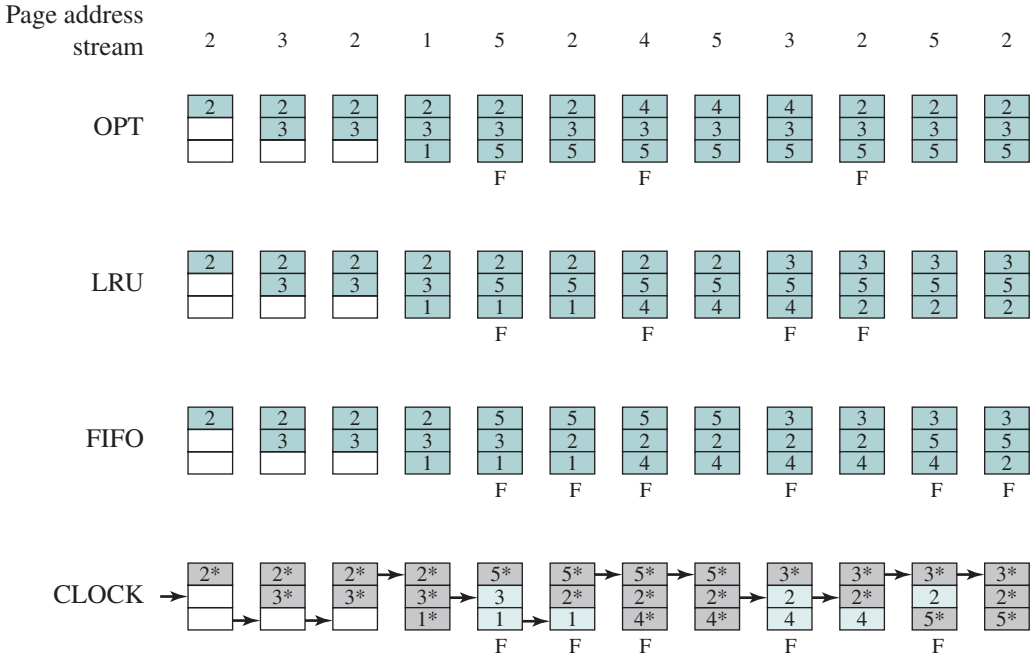 Page address
stream 2 3 2 1 5 2 4 5 3 2 5 2
2 2 2 2 2 2 4 4 4 2 2 2
OPT 3 3 3 3 3 3 3 3 3 3 3
1 5 5 5 5 5 5 5 5
F F F
2 2 2 2 2 2 2 2 3 3 3 3
LRU 3 3 3 5 5 5 5 5 5 5 5
1 1 1 4 4 4 2 2 2
F F F F
2 2 2 2 5 5 5 5 3 3 3 3
FIFO 3 3 3 3 2 2 2 2 2 5 5
1 1 1 4 4 4 4 4 2
F F F F F F
2* 2* 2* 2* 5* 5* 5* 5* 3* 3* 3* 3*
CLOCK 3* 3* 3* 3 2* 2* 2* 2 2* 2 2*
1* 1 1 4* 4* 4 4 5* 5*
F F F F F